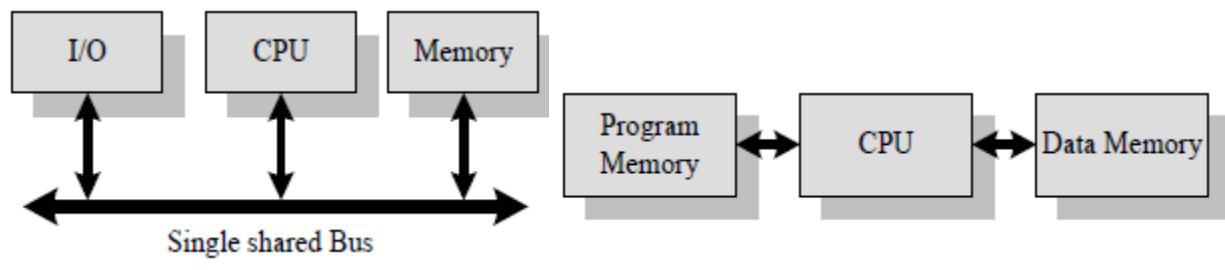 I/O
CPU
Memory
Single shared Bus
Program
Memory
CPU
Data Memory